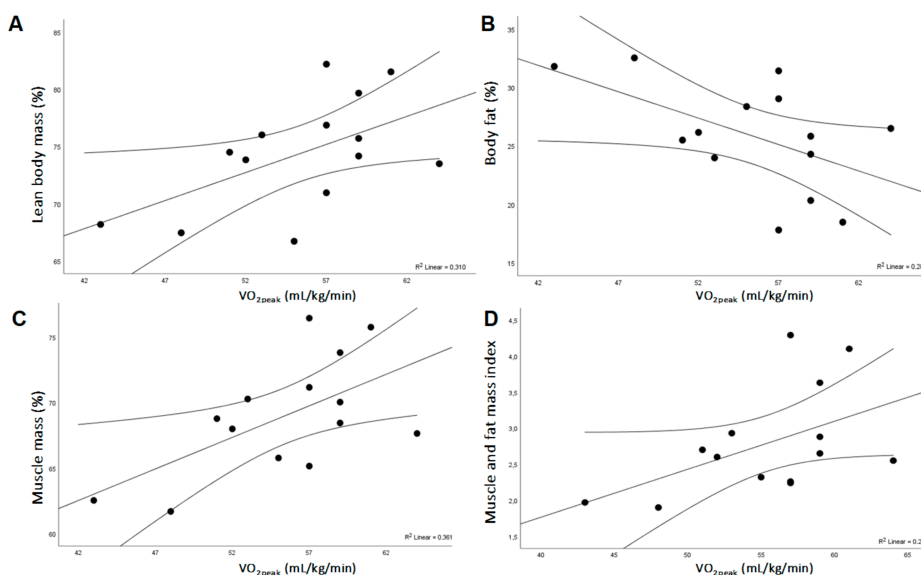 A
Lean body mass (%)
85
80
75
70
65
42 47 52 57 62
VO2peak (mL/kg/min)
R2 Linear = 0.310
B
Body fat (%)
35
30
25
20
15
42 47 52 57 62
VO2peak (mL/kg/min)
R2 Linear
C
Muscle mass (%)
75
70
65
60
42 47 52 57 62
VO2peak (mL/kg/min)
R2 Linear = 0.361
D
Muscle and fat mass index
4,5
4,0
3,5
3,0
2,5
2,0
1,5
40 45 50 55 60 65
VO2peak (mL/kg/min)
R2 Linear